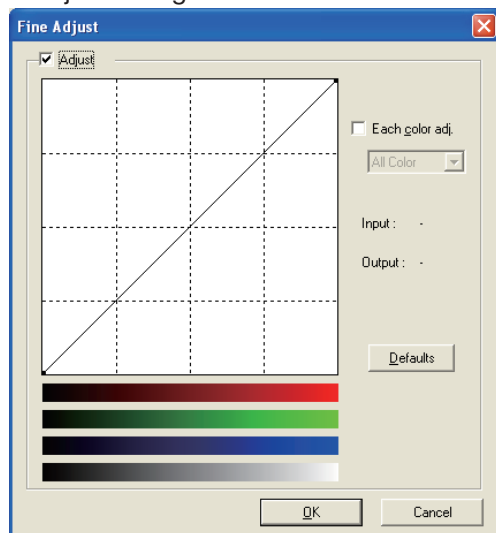 Fine Adjust
Adjust
Each color adj.
All Color
Input : -
Output : -
Defaults
OK
Cancel